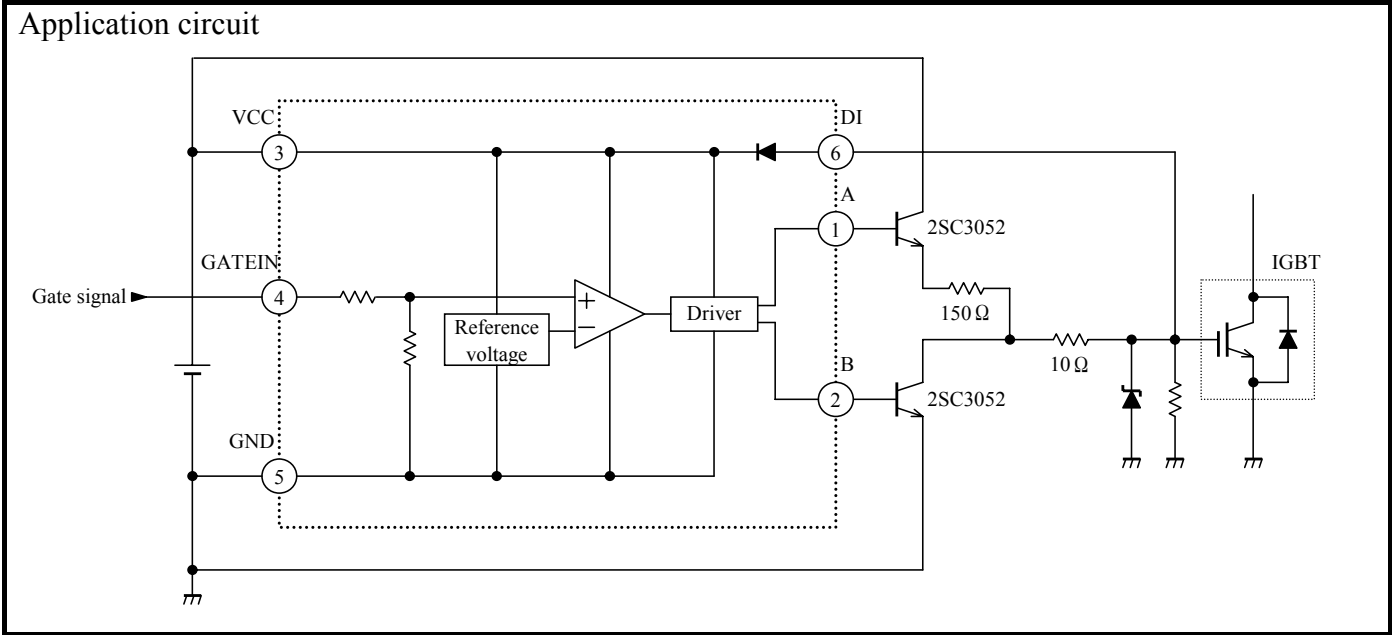 Application circuit
VCC
DI
3
6
A
1
2SC3052
GATEIN
IGBT
Gate signal
4
+
−
Reference
voltage
Driver
150 Ω
10 Ω
B
2
2SC3052
GND
5